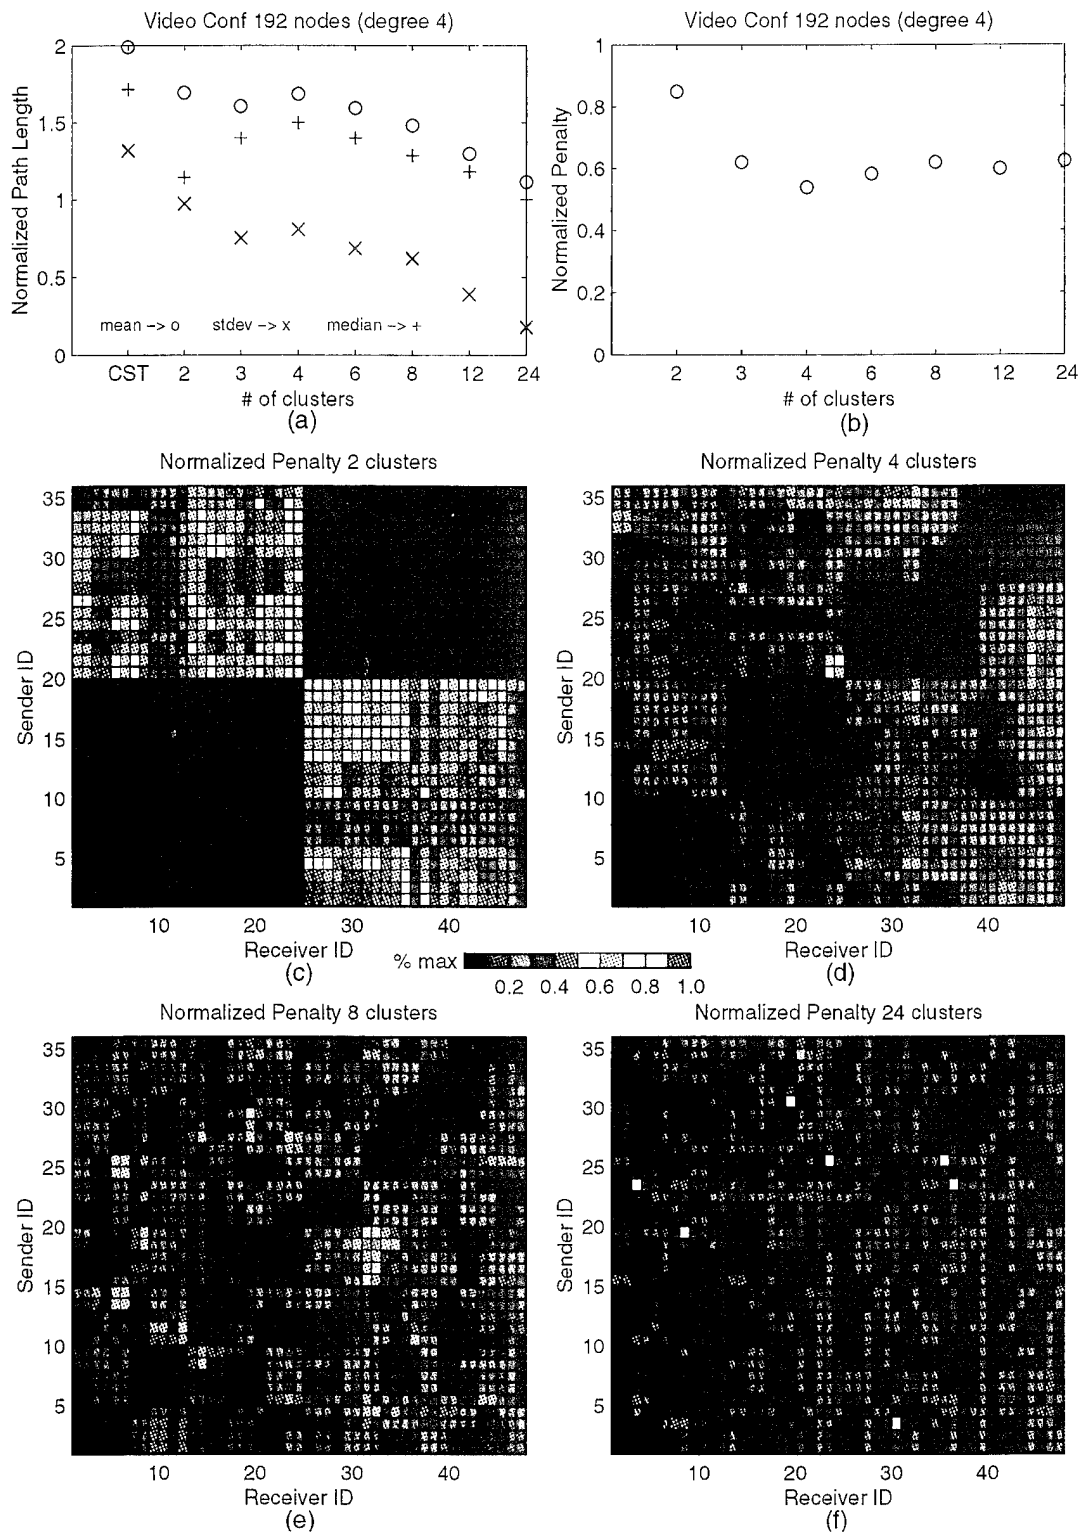 Video Conf 192 nodes (degree 4)
Normalized Path Length
2
1.5
1
0.5
0
mean -> o stdev -> x median -> +
CST 2 3 4 6 8 12 24
# of clusters
(a)
Video Conf 192 nodes (degree 4)
Normalized Penalty
1
0.8
0.6
0.4
0.2
0
2 3 4 6 8 12 24
# of clusters
(b)
Normalized Penalty 2 clusters
Sender ID
35
30
25
20
15
10
5
10 20 30 40
Receiver ID
(c)
Normalized Penalty 4 clusters
Sender ID
35
30
25
20
15
10
5
10 20 30 40
Receiver ID
(d)
% max
0.2 0.4 0.6 0.8 1.0
Normalized Penalty 8 clusters
Sender ID
35
30
25
20
15
10
5
10 20 30 40
Receiver ID
(e)
Normalized Penalty 24 clusters
Sender ID
35
30
25
20
15
10
5
10 20 30 40
Receiver ID
(f)